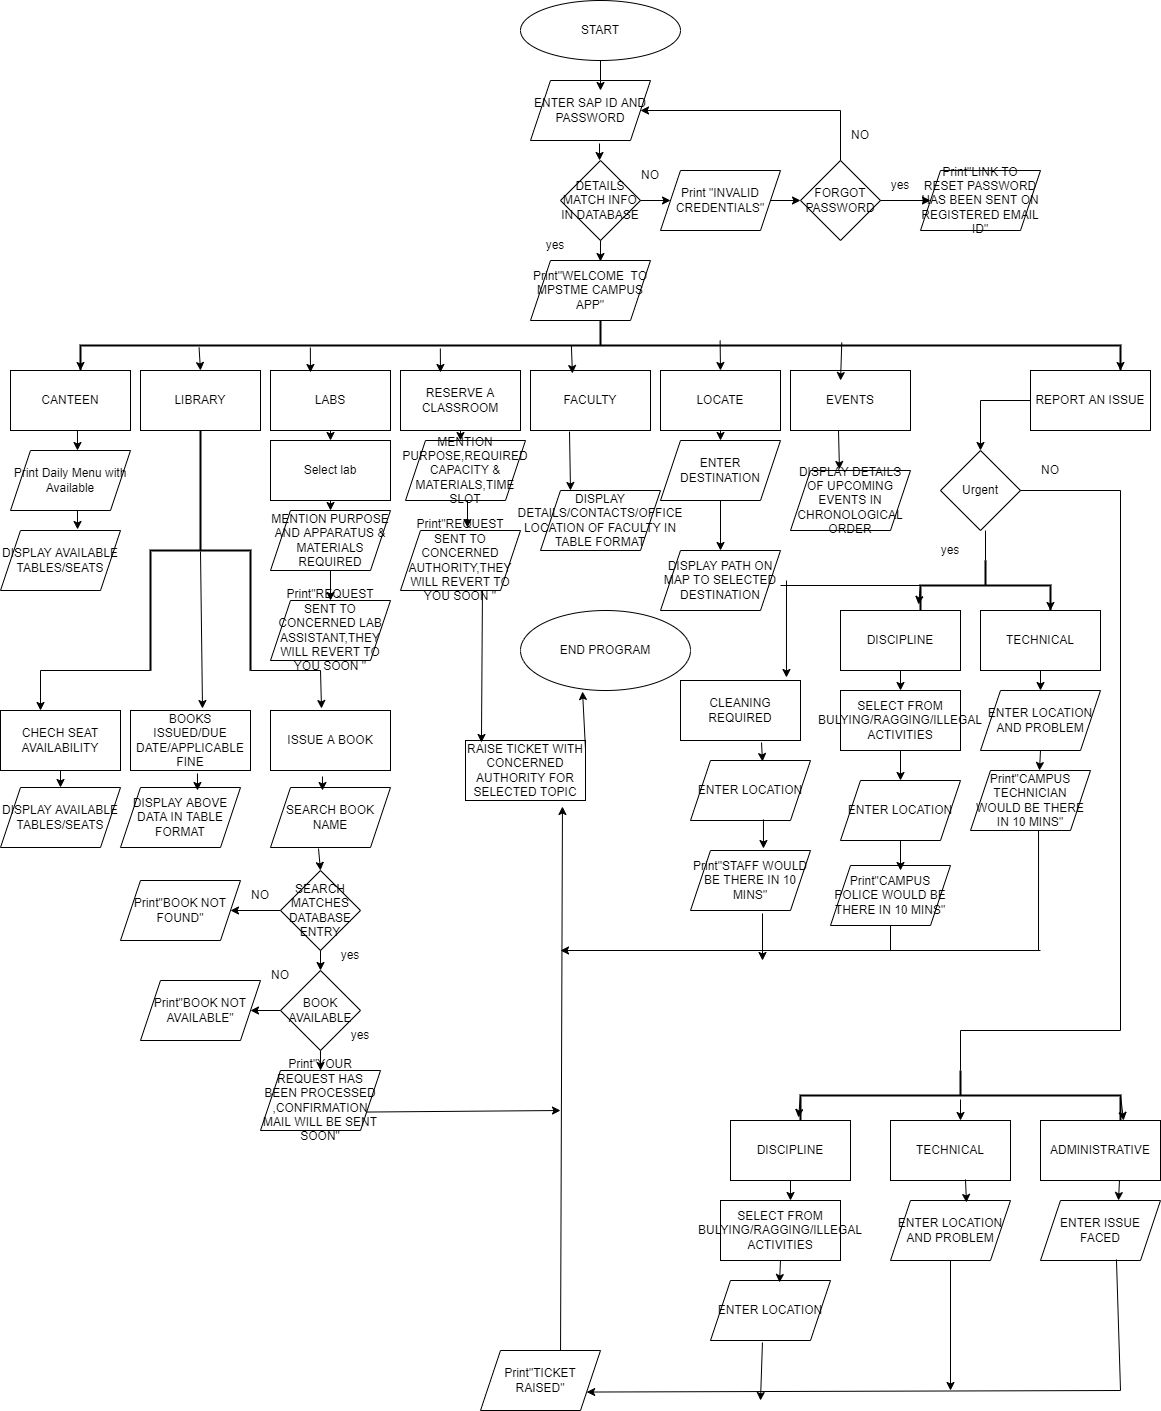 START
ENTER SAP ID AND
PASSWORD
NO
DETAILS
MATCH INFO
IN DATABASE
NO
Print "INVALID
CREDENTIALS"
FORGOT
PASSWORD
yes
Print"LINK TO
RESET PASSWORD
HAS BEEN SENT ON
REGISTERED EMAIL
ID"
yes
Print"WELCOME TO
MPSTME CAMPUS
APP"
CANTEEN
LIBRARY
LABS
RESERVE A
CLASSROOM
FACULTY
LOCATE
EVENTS
REPORT AN ISSUE
Print Daily Menu with
Available
Select lab
MENTION
PURPOSE,REQUIRED
CAPACITY &
MATERIALS,TIME
SLOT
DISPLAY
DETAILS/CONTACTS/OFFICE
LOCATION OF FACULTY IN
TABLE FORMAT
ENTER
DESTINATION
DISPLAY DETAILS
OF UPCOMING
EVENTS IN
CHRONOLOGICAL
ORDER
Urgent
NO
yes
DISPLAY AVAILABLE
TABLES/SEATS
MENTION PURPOSE
AND APPARATUS &
MATERIALS
REQUIRED
Print"REQUEST
SENT TO
CONCERNED
AUTHORITY,THEY
WILL REVERT TO
YOU SOON "
DISPLAY PATH ON
MAP TO SELECTED
DESTINATION
Print"REQUEST
SENT TO
CONCERNED LAB
ASSISTANT,THEY
WILL REVERT TO
YOU SOON "
END PROGRAM
DISCIPLINE
TECHNICAL
CHECH SEAT
AVAILABILITY
BOOKS
ISSUED/DUE
DATE/APPLICABLE
FINE
ISSUE A BOOK
RAISE TICKET WITH
CONCERNED
AUTHORITY FOR
SELECTED TOPIC
CLEANING
REQUIRED
SELECT FROM
BULYING/RAGGING/ILLEGAL
ACTIVITIES
ENTER LOCATION
AND PROBLEM
DISPLAY AVAILABLE
TABLES/SEATS
DISPLAY ABOVE
DATA IN TABLE
FORMAT
SEARCH BOOK
NAME
ENTER LOCATION
ENTER LOCATION
Print"CAMPUS
TECHNICIAN
WOULD BE THERE
IN 10 MINS"
Print"BOOK NOT
FOUND"
NO
SEARCH
MATCHES
DATABASE
ENTRY
yes
Print"STAFF WOULD
BE THERE IN 10
MINS"
Print"CAMPUS
POLICE WOULD BE
THERE IN 10 MINS"
NO
Print"BOOK NOT
AVAILABLE"
BOOK
AVAILABLE
yes
Print"YOUR
REQUEST HAS
BEEN PROCESSED
,CONFIRMATION
MAIL WILL BE SENT
SOON"
DISCIPLINE
TECHNICAL
ADMINISTRATIVE
SELECT FROM
BULYING/RAGGING/ILLEGAL
ACTIVITIES
ENTER LOCATION
AND PROBLEM
ENTER ISSUE
FACED
ENTER LOCATION
Print"TICKET
RAISED"